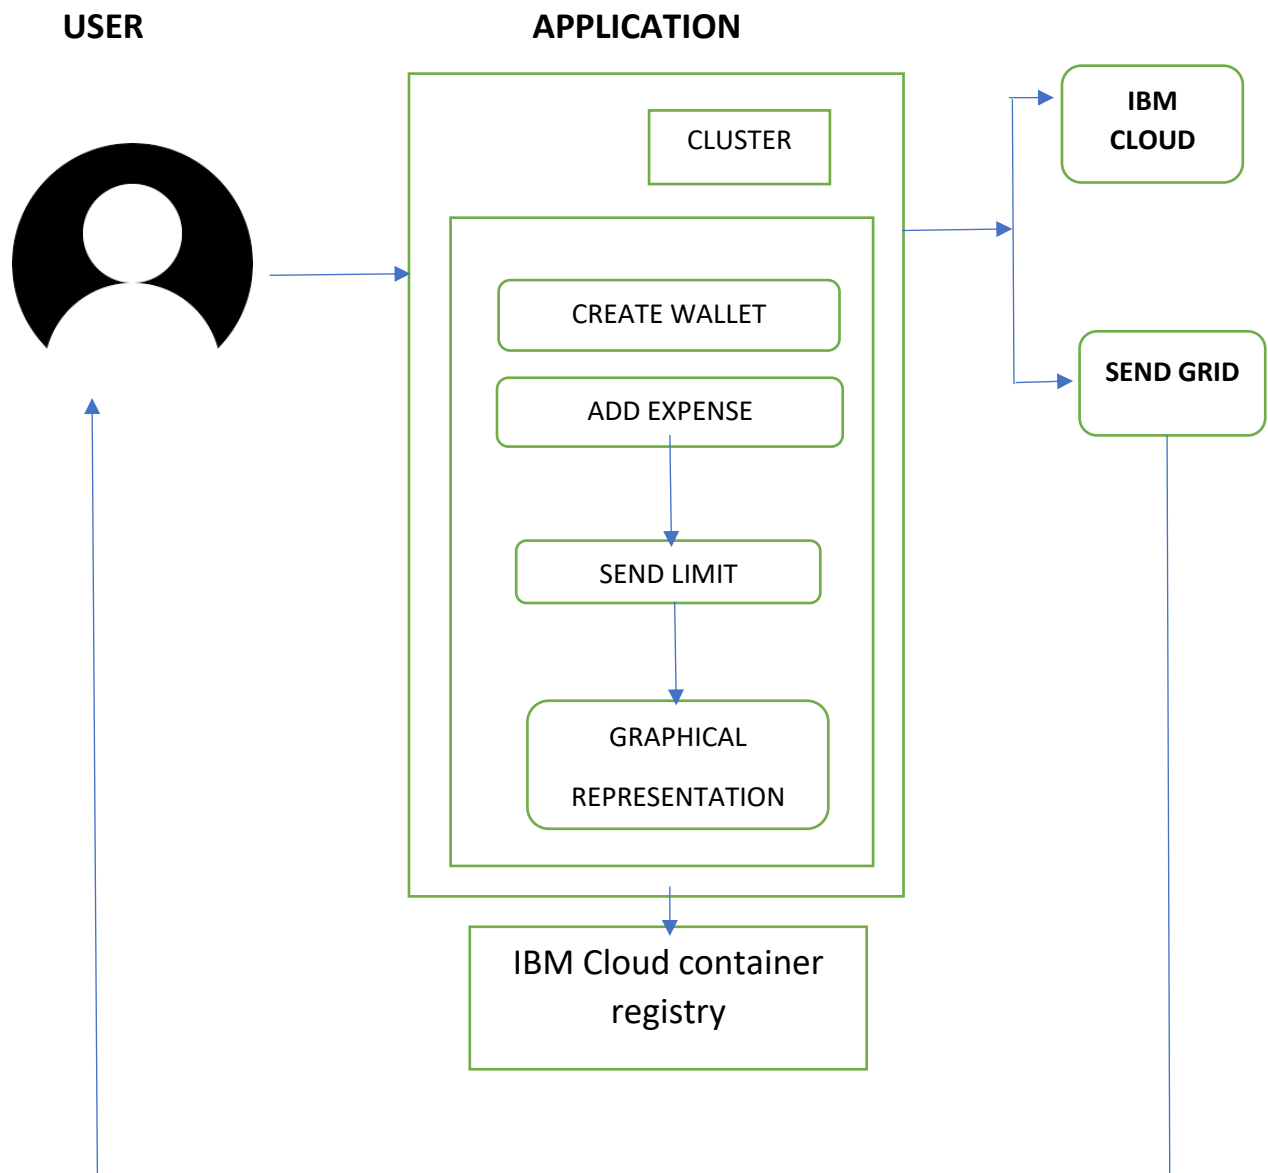 USER
APPLICATION
CLUSTER
IBM
CLOUD
CREATE WALLET
ADD EXPENSE
SEND GRID
SEND LIMIT
GRAPHICAL
REPRESENTATION
IBM Cloud container
registry